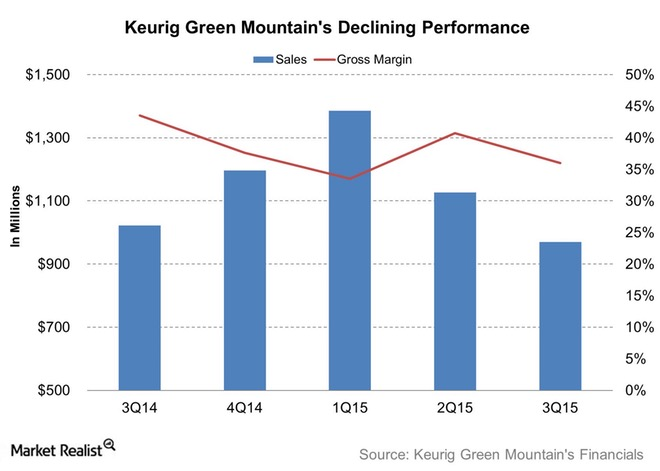 Keurig Green Mountain's Declining Performance
Sales Gross Margin
$1,500 50%
45%
$1,300 40%
35%
$1,100 30%
25%
$900 20%
15%
$700 10%
5%
$500 0%
In Millions
3Q14 4Q14 1Q15 2Q15 3Q15
Market Realist
Source: Keurig Green Mountain's Financials